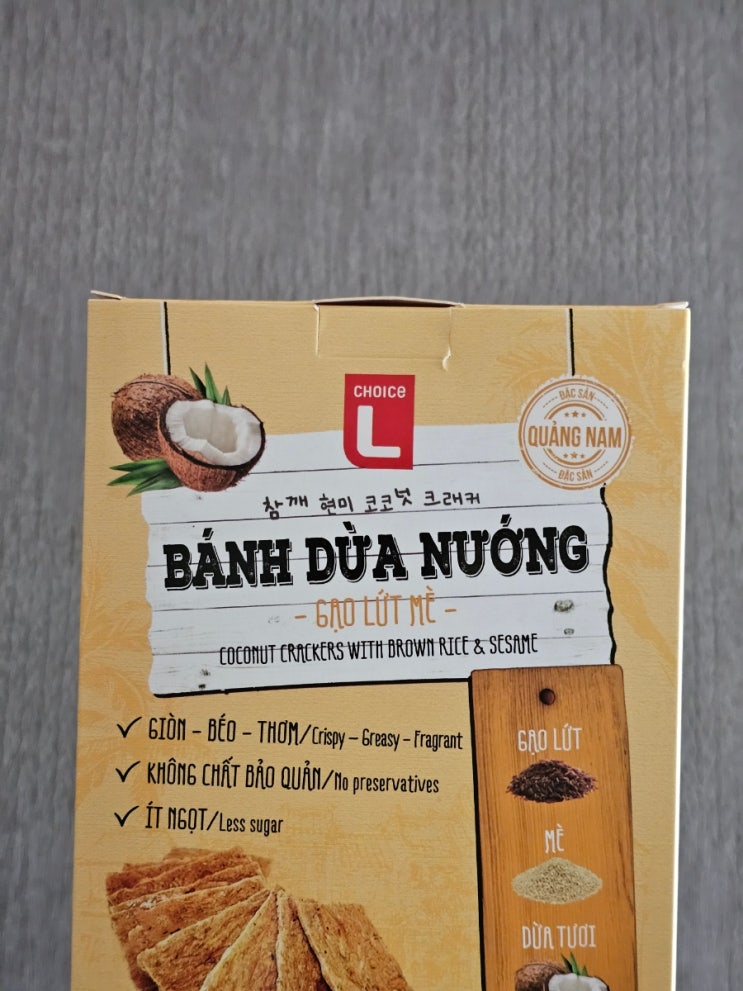 CHOICE
L
ĐẶC SẢN
QUẢNG NAM
ĐẶC SẢN
참깨 현미 코코넛 크래커
BÁNH DỪA NƯỚNG
- GẠO LỨT MÈ -
COCONUT CRACKERS WITH BROWN RICE & SESAME
GIÒN - BÉO - THƠM/Crispy - Greasy - Fragrant
KHÔNG CHẤT BẢO QUẢN/No preservatives
ÍT NGỌT/Less sugar
GẠO LỨT
MÈ
DỪA TƯƠI